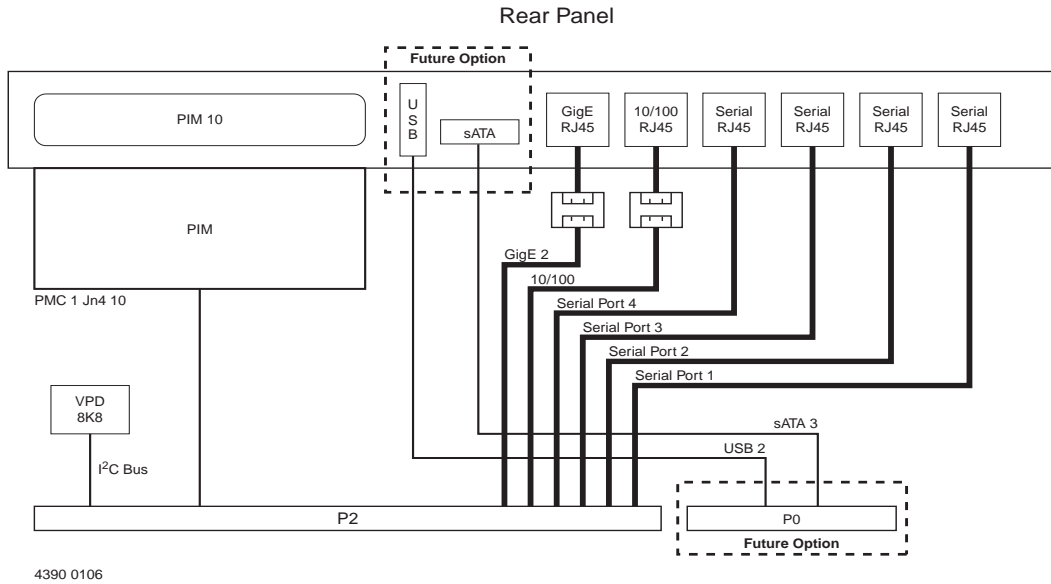 Rear Panel
Future Option
PIM 10
U
S
B
sATA
GigE
RJ45
10/100
RJ45
Serial
RJ45
Serial
RJ45
Serial
RJ45
Serial
RJ45
PIM
GigE 2
10/100
PMC 1 Jn4 10
Serial Port 4
Serial Port 3
Serial Port 2
Serial Port 1
VPD
8K8
sATA 3
USB 2
I²C Bus
P2
P0
Future Option
4390 0106